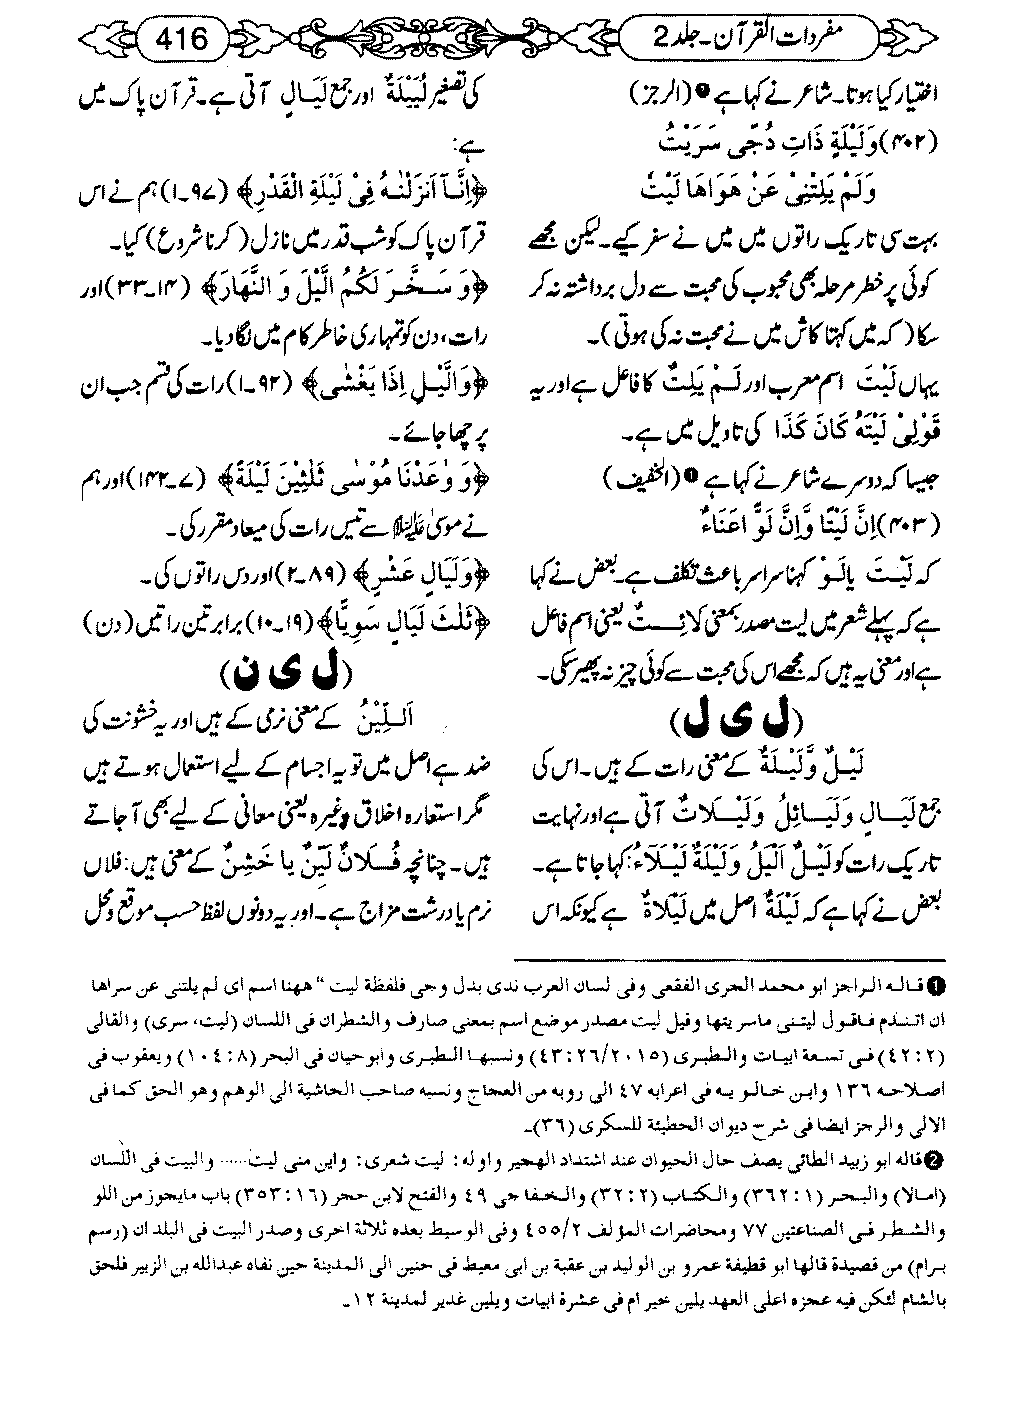 مفردات القرآن۔جلد2
416
اختیار کیا ہوتا۔ شاعر نے کہا ہے (الرجز)
(۴۰۲) وَلَيْلَةٍ ذَاتِ دُجًى سَرَيْتُ
وَلَمْ يَلِتْنِىْ عَنْ هَوَاهَا لَيْتٌ
بہت سی تاریک راتوں میں میں نے سفر کیے۔ لیکن مجھے
کوئی پر خطر مرحلہ بھی محبوب کی محبت سے دل برداشتہ نہ کر
سکا (کہ میں کہتا کاش میں نے محبت نہ کی ہوتی)۔
یہاں لَیْتَ اسم معرب اور لَمْ یَلِتْ کا فاعل ہے اور یہ
قَوْلِیْ لَیْتَهُ كَانَ كَذَا کی تاویل میں ہے۔
جیسا کہ دوسرے شاعر نے کہا ہے (الخفیف)
(۴۰۳) اِنَّ لَیْتًا وَّاِنَّ لَوًّا اعَنَاءٌ
کہ لَیْتَ یا لَوْ کہنا سراسر باعث تکلف ہے۔ بعض نے کہا
ہے کہ پہلے شعر میں لیت مصدر بمعنی لَائِتٌ یعنی اسم فاعل
ہے اور معنی یہ ہیں کہ مجھے اس کی محبت سے کوئی چیز نہ پھیر سکی۔
(ل ی ل)
لَیْلٌ وَّلَیْلَةٌ کے معنی رات کے ہیں۔ اس کی
جمع لَیَالٍ وَلَیَائِلُ وَلَیْلَاتٌ آتی ہے اور نہایت
تاریک رات کو لَیْلٌ اَلْیَلُ وَلَیْلَةٌ لَیْلَاءُ: کہا جاتا ہے۔
بعض نے کہا ہے کہ لَیْلَةٌ اصل میں لَیْلَاةٌ ہے کیونکہ اس
کی تصغیر لُیَیْلَةٌ اور جمع لَیَالٍ آتی ہے۔ قرآن پاک میں
ہے:
﴿اِنَّآ اَنْزَلْنٰهُ فِیْ لَیْلَةِ الْقَدْرِ﴾ (۹۷۔۱) ہم نے اس
قرآن پاک کو شب قدر میں نازل (کرنا شروع) کیا۔
﴿وَ سَخَّرَ لَكُمُ الَّیْلَ وَ النَّهَارَ﴾ (۱۴۔۳۳) اور
رات، دن کو تمہاری خاطر کام میں لگا دیا۔
﴿وَالَّیْلِ اِذَا یَغْشٰی﴾ (۹۲۔۱) رات کی قسم جب ان
پر چھا جائے۔
﴿وَ وٰعَدْنَا مُوْسٰی ثَلٰثِیْنَ لَیْلَةً﴾ (۷۔۱۴۲) اور ہم
نے موسیٰ علیہ السلام سے تیس رات کی میعاد مقرر کی۔
﴿وَلَیَالٍ عَشْرٍ﴾ (۸۹۔۲) اور دس راتوں کی۔
﴿ثَلٰثَ لَیَالٍ سَوِیًّا﴾ (۱۹۔۱۰) برابر تین راتیں (دن)
(ل ی ن)
اَلِّیْنُ کے معنی نرمی کے ہیں اور یہ خشونت کی
ضد ہے اصل میں تو یہ اجسام کے لیے استعمال ہوتے ہیں
مگر استعارہ اخلاق وغیرہ یعنی معانی کے لیے بھی آ جاتے
ہیں۔ چنانچہ فُلَانٌ لَیِّنٌ یا خَشِنٌ کے معنی ہیں: فلاں
نرم یا درشت مزاج ہے۔ اور یہ دونوں لفظ حسب موقع و محل
❶ قاله الراجز ابو محمد الحری الفقعی وفی لسان العرب ندی بدل وجی فلفظة لیت " ههنا اسم ای لم یلتنی عن سراها
ان اتندم فاقول لیتنی ماسریتها وقیل لیت مصدر موضع اسم بمعنی صارف والشطران فی اللسان (لیت، سری) والقالی
(۴۲:۲) فی تسعة ابیات والطبری (۴۳:۲۶/۲۰۱۵) ونسبها الطبری وابوحیان فی البحر (۱۰۴:۸) ویعقوب فی
اصلاحه ۱۳۶ وابن خالویه فی اعرابه ۴۷ الی روبه من العجاج ونسبه صاحب الحاشیة الی الوهم وهو الحق کما فی
الالی والرجز ایضا فی شرح دیوان الحطیئة للسکری (۳۶)۔
❷ قاله ابو زبید الطائی یصف حال الحیوان عند اشتداد الهجیر واوله: لیت شعری: واین منی لیت...... والبیت فی اللسان
(امالا) والبحر (۳۶۲:۱) والکتاب (۳۲:۲) والخفاجی ۴۹ والفتح لابن حجر (۳۵۳:۱۶) باب مایجوز من اللو
والشطر فی الصناعتین ۷۷ ومحاضرات المؤلف ۴۵۵/۲ وفی الوسیط بعده ثلاثة اخری وصدر البیت فی البلدان (رسم
برام) من قصیدة قالها ابو قطیفة عمرو بن الولید بن عقبة بن ابی معیط فی حنین الی المدینة حین نفاه عبدالله بن الزبیر فلحق
بالشام لئکن فیه عجزه اعلی العهد یلین خیرام فی عشرة ابیات ویلین غدیر لمدینة ۱۲۔